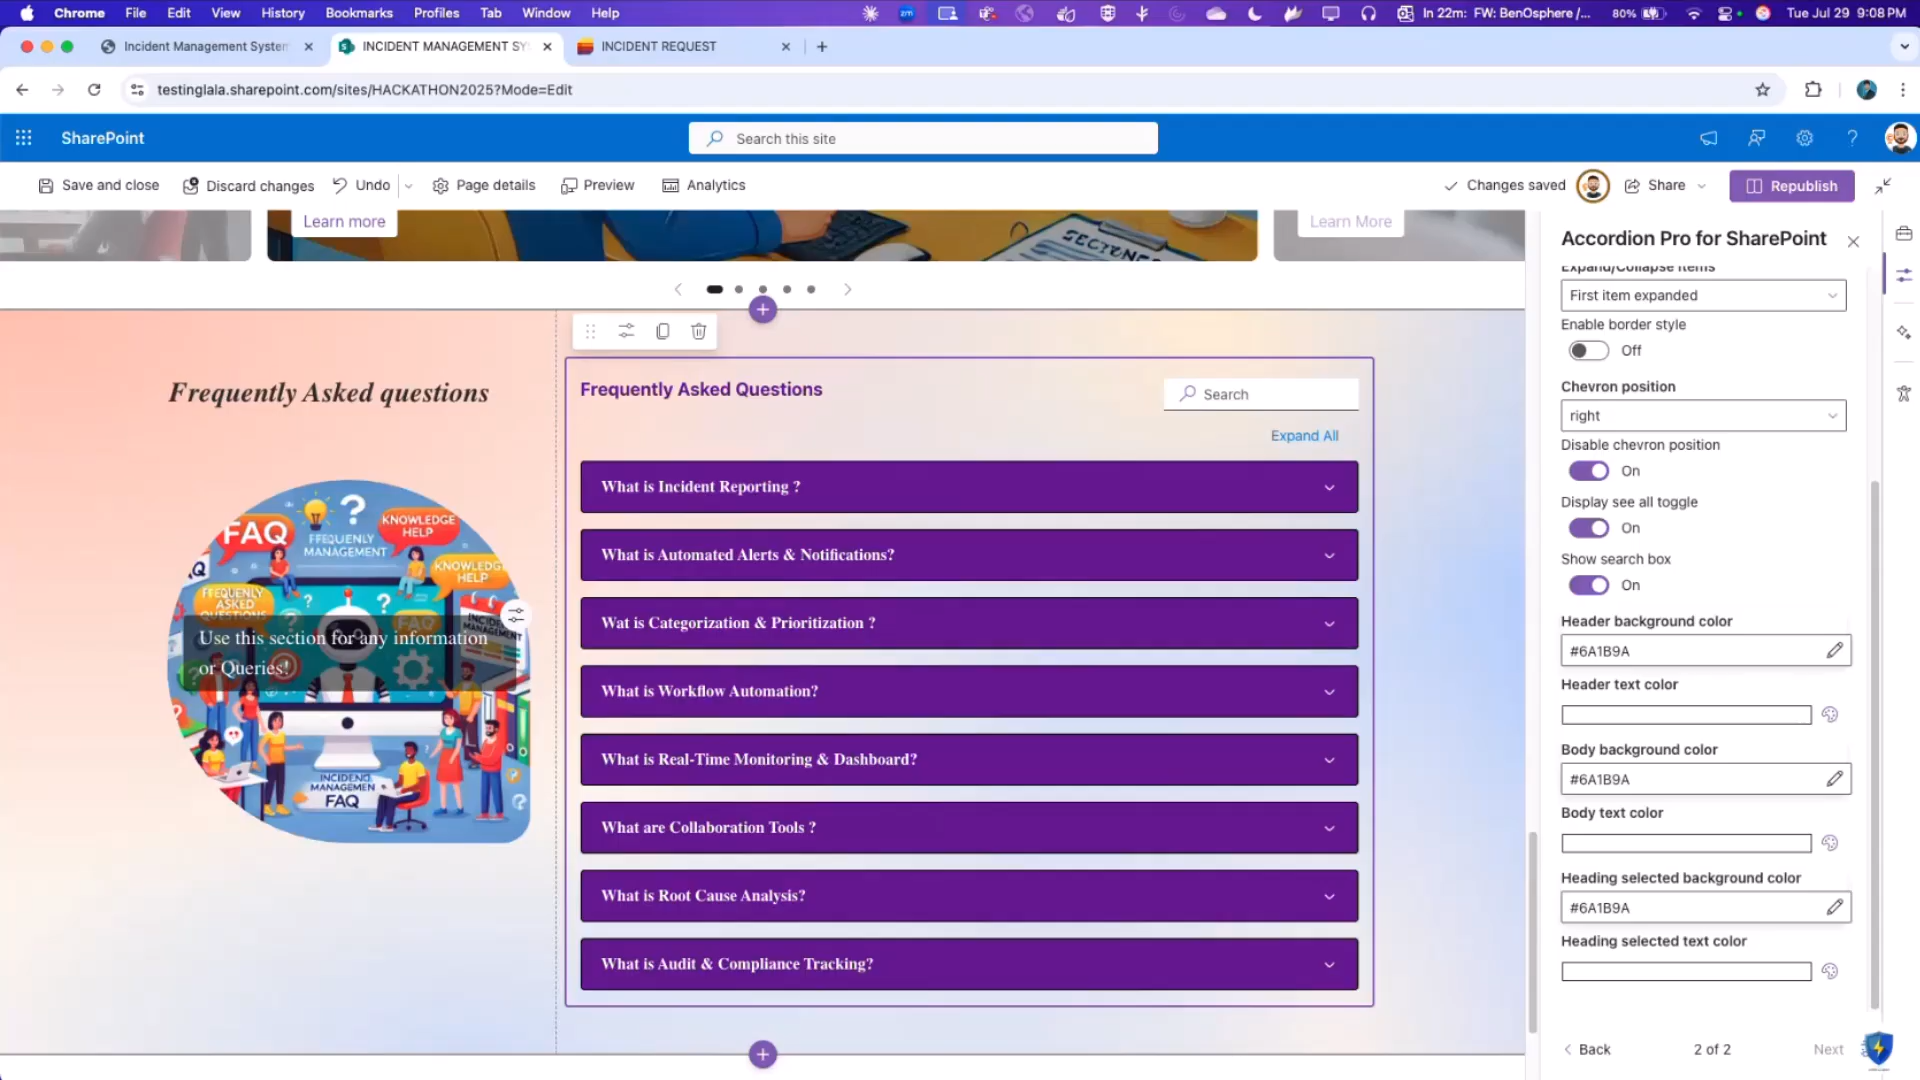 Chrome File Edit View History Bookmarks Profiles Tab Window Help
In 22m: FW: BenOsphere /... 80% Tue Jul 29 9:08 PM
Incident Management System
INCIDENT MANAGEMENT SY
INCIDENT REQUEST
testinglala.sharepoint.com/sites/HACKATHON2025?Mode=Edit
SharePoint
Search this site
Save and close
Discard changes
Undo
Page details
Preview
Analytics
Changes saved
Share
Republish
Learn more
Learn More
Frequently Asked questions
FAQ
FREQUENLY
MANAGEMENT
KNOWLEDGE
HELP
KNOWLEDG
HELP
FREQUENLY
ASKED
QUESTIONS
FAQ
Use this section for any information
or Queries!
INCIDENO
MANAGEMEN
FAQ
Frequently Asked Questions
Search
Expand All
What is Incident Reporting ?
What is Automated Alerts & Notifications?
Wat is Categorization & Prioritization ?
What is Workflow Automation?
What is Real-Time Monitoring & Dashboard?
What are Collaboration Tools ?
What is Root Cause Analysis?
What is Audit & Compliance Tracking?
Accordion Pro for SharePoint
Expand/Collapse items
First item expanded
Enable border style
Off
Chevron position
right
Disable chevron position
On
Display see all toggle
On
Show search box
On
Header background color
#6A1B9A
Header text color
Body background color
#6A1B9A
Body text color
Heading selected background color
#6A1B9A
Heading selected text color
Back
2 of 2
Next